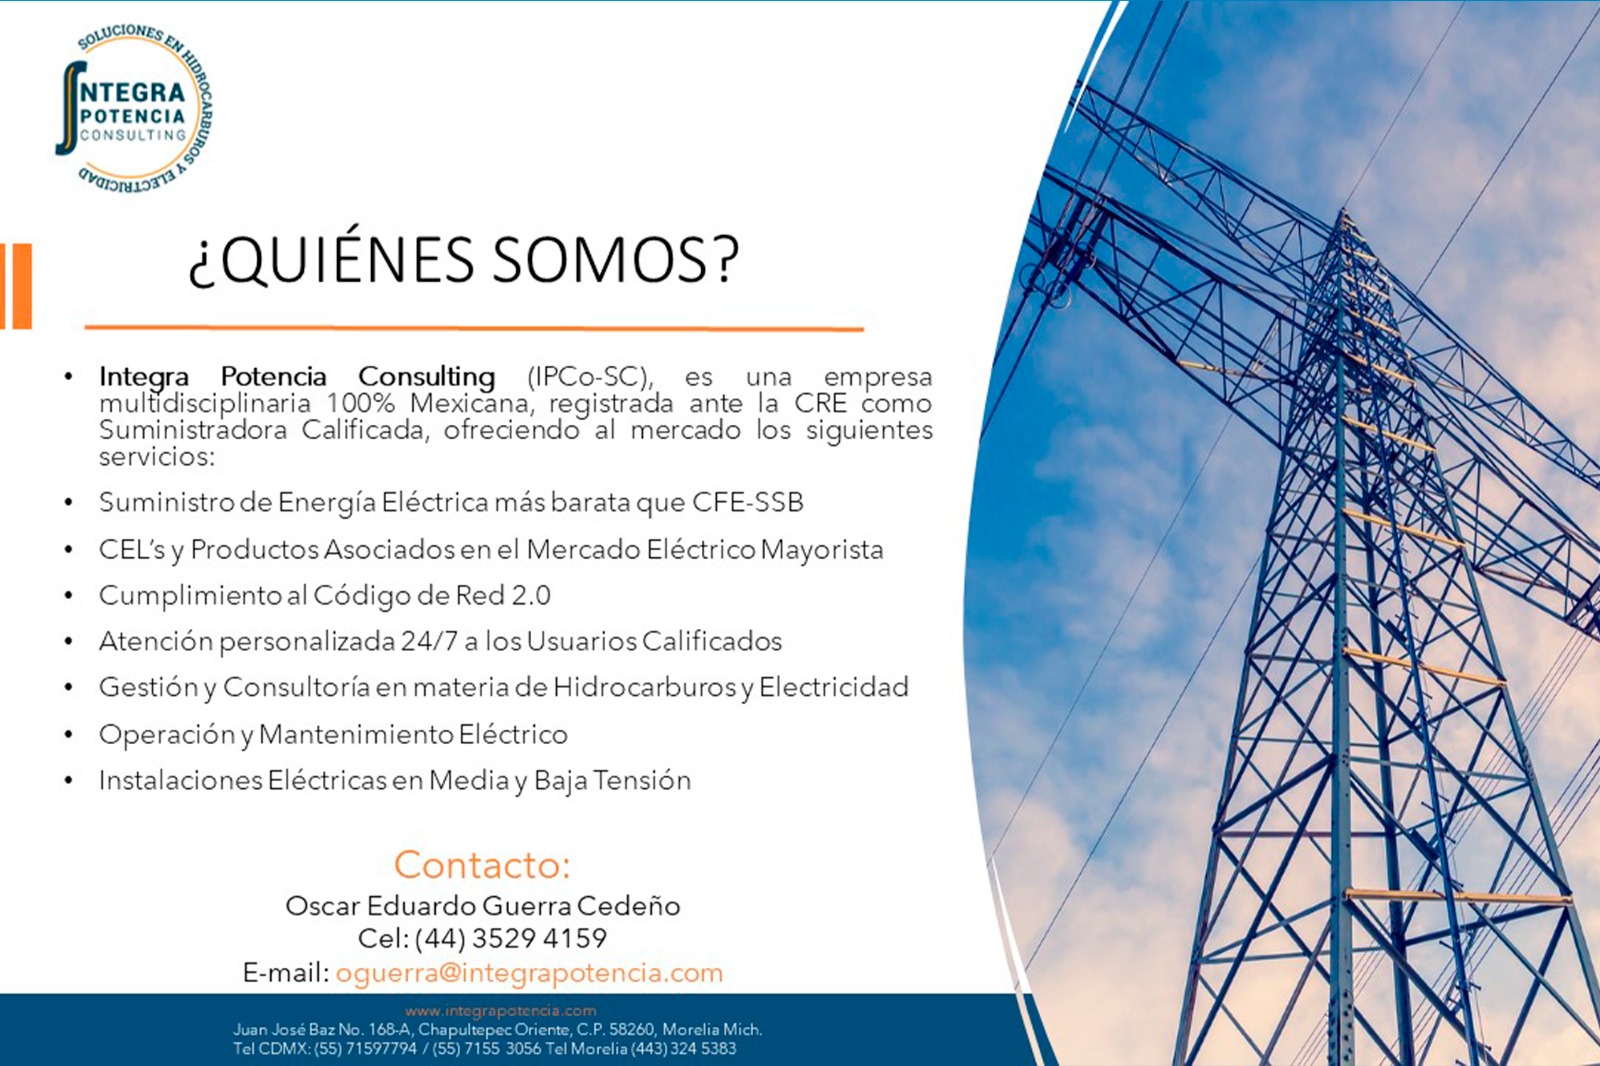 SOLUCIONES EN HIDROCARBUROS Y ELECTRICIDAD
INTEGRA
POTENCIA
CONSULTING
¿QUIÉNES SOMOS?
• Integra Potencia Consulting (IPCo-SC), es una empresa
multidisciplinaria 100% Mexicana, registrada ante la CRE como
Suministradora Calificada, ofreciendo al mercado los siguientes
servicios:
• Suministro de Energía Eléctrica más barata que CFE-SSB
• CEL’s y Productos Asociados en el Mercado Eléctrico Mayorista
• Cumplimiento al Código de Red 2.0
• Atención personalizada 24/7 a los Usuarios Calificados
• Gestión y Consultoría en materia de Hidrocarburos y Electricidad
• Operación y Mantenimiento Eléctrico
• Instalaciones Eléctricas en Media y Baja Tensión
Contacto:
Oscar Eduardo Guerra Cedeño
Cel: (44) 3529 4159
E-mail: oguerra@integrapotencia.com
www.integrapotencia.com
Juan José Baz No. 168-A, Chapultepec Oriente, C.P. 58260, Morelia Mich.
Tel CDMX: (55) 71597794 / (55) 7155 3056 Tel Morelia (443) 324 5383